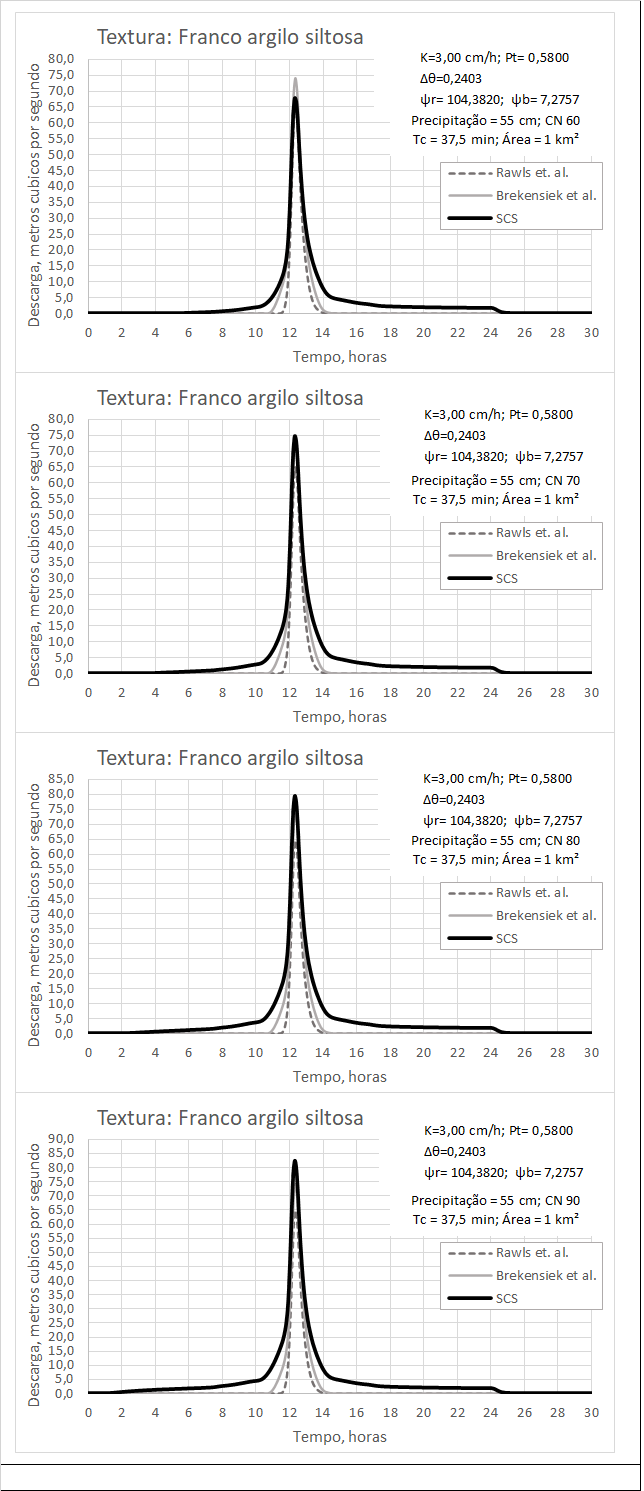 Textura: Franco argilo siltosa
K=3,00 cm/h; Pt= 0,5800
Δθ=0,2403
ψr= 104,3820;  ψb= 7,2757
Precipitação = 55 cm; CN 60
Tc = 37,5 min; Área = 1 km²
Rawls et. al.
Brekensiek et al.
SCS
Descarga, metros cubicos por segundo
80,0
75,0
70,0
65,0
60,0
55,0
50,0
45,0
40,0
35,0
30,0
25,0
20,0
15,0
10,0
5,0
0,0
0 2 4 6 8 10 12 14 16 18 20 22 24 26 28 30
Tempo, horas
Textura: Franco argilo siltosa
K=3,00 cm/h; Pt= 0,5800
Δθ=0,2403
ψr= 104,3820;  ψb= 7,2757
Precipitação = 55 cm; CN 70
Tc = 37,5 min; Área = 1 km²
Rawls et. al.
Brekensiek et al.
SCS
Descarga, metros cubicos por segundo
80,0
75,0
70,0
65,0
60,0
55,0
50,0
45,0
40,0
35,0
30,0
25,0
20,0
15,0
10,0
5,0
0,0
0 2 4 6 8 10 12 14 16 18 20 22 24 26 28 30
Tempo, horas
Textura: Franco argilo siltosa
K=3,00 cm/h; Pt= 0,5800
Δθ=0,2403
ψr= 104,3820;  ψb= 7,2757
Precipitação = 55 cm; CN 80
Tc = 37,5 min; Área = 1 km²
Rawls et. al.
Brekensiek et al.
SCS
Descarga, metros cubicos por segundo
85,0
80,0
75,0
70,0
65,0
60,0
55,0
50,0
45,0
40,0
35,0
30,0
25,0
20,0
15,0
10,0
5,0
0,0
0 2 4 6 8 10 12 14 16 18 20 22 24 26 28 30
Tempo, horas
Textura: Franco argilo siltosa
K=3,00 cm/h; Pt= 0,5800
Δθ=0,2403
ψr= 104,3820;  ψb= 7,2757
Precipitação = 55 cm; CN 90
Tc = 37,5 min; Área = 1 km²
Rawls et. al.
Brekensiek et al.
SCS
Descarga, metros cubicos por segundo
90,0
85,0
80,0
75,0
70,0
65,0
60,0
55,0
50,0
45,0
40,0
35,0
30,0
25,0
20,0
15,0
10,0
5,0
0,0
0 2 4 6 8 10 12 14 16 18 20 22 24 26 28 30
Tempo, horas